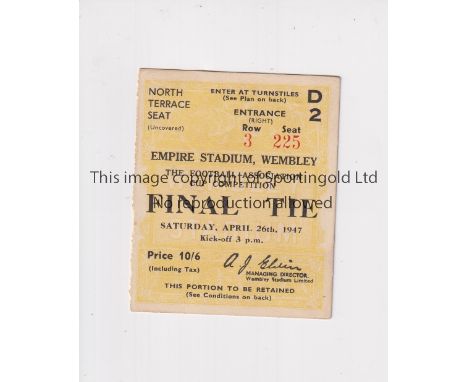 NORTH
TERRACE
SEAT
(Uncovered)
ENTER AT TURNSTILES
(See Plan on back)
D
2
ENTRANCE
(RIGHT)
Row Seat
3 225
EMPIRE STADIUM, WEMBLEY
THE FOOTBALL ASSOCIATION
CUP COMPETITION
This image copyright of Sportingold Ltd
No reproduction allowed
FINAL TIE
SATURDAY, APRIL 26th, 1947
Kick-off 3 p.m.
Price 10/6
(Including Tax)
A J Elvin
MANAGING DIRECTOR
Wembley Stadium Limited
THIS PORTION TO BE RETAINED
(See Conditions on back)